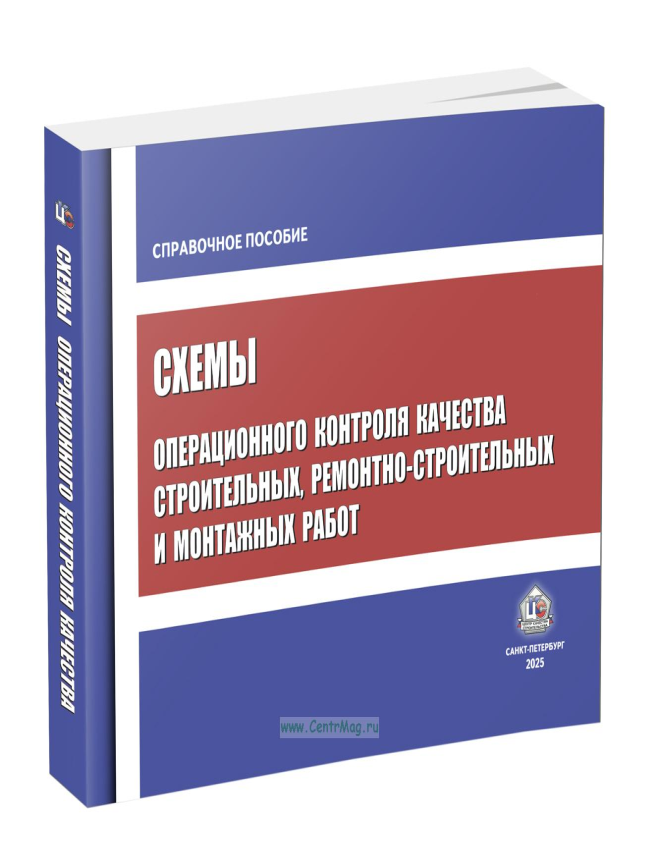 СПРАВОЧНОЕ ПОСОБИЕ
СХЕМЫ
ОПЕРАЦИОННОГО КОНТРОЛЯ КАЧЕСТВА
СТРОИТЕЛЬНЫХ, РЕМОНТНО-СТРОИТЕЛЬНЫХ
И МОНТАЖНЫХ РАБОТ
САНКТ-ПЕТЕРБУРГ
2025
СХЕМЫ ОПЕРАЦИОННОГО КОНТРОЛЯ КАЧЕСТВА
www.CentrMag.ru